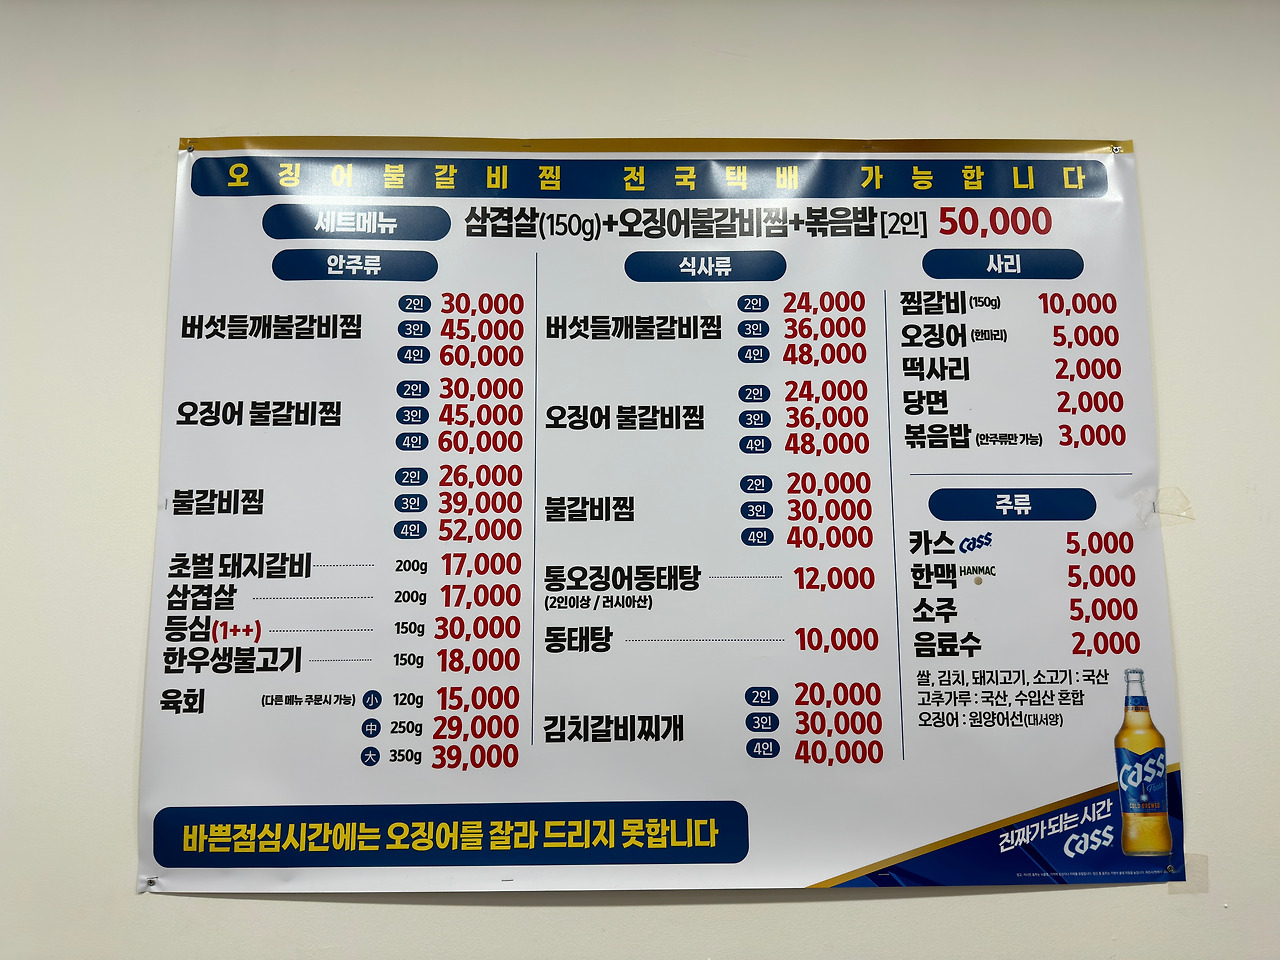 오징어불갈비찜 전국택배 가능합니다
세트메뉴 삼겹살(150g)+오징어불갈비찜+볶음밥[2인] 50,000
안주류
버섯들깨불갈비찜
2인 30,000
3인 45,000
4인 60,000
오징어 불갈비찜
2인 30,000
3인 45,000
4인 60,000
불갈비찜
2인 26,000
3인 39,000
4인 52,000
초벌 돼지갈비 200g 17,000
삼겹살 200g 17,000
등심(1++) 150g 30,000
한우생불고기 150g 18,000
육회 (다른 메뉴 주문시 가능) 小 120g 15,000
中 250g 29,000
大 350g 39,000
식사류
버섯들깨불갈비찜
2인 24,000
3인 36,000
4인 48,000
오징어 불갈비찜
2인 24,000
3인 36,000
4인 48,000
불갈비찜
2인 20,000
3인 30,000
4인 40,000
통오징어동태탕 12,000
(2인이상 / 러시아산)
동태탕 10,000
김치갈비찌개
2인 20,000
3인 30,000
4인 40,000
사리
찜갈비 (150g) 10,000
오징어 (한마리) 5,000
떡사리 2,000
당면 2,000
볶음밥 (안주류만 가능) 3,000
주류
카스 Cass 5,000
한맥 HANMAC 5,000
소주 5,000
음료수 2,000
쌀, 김치, 돼지고기, 소고기 : 국산
고추가루 : 국산, 수입산 혼합
오징어 : 원양어선(대서양)
바쁜점심시간에는 오징어를 잘라 드리지 못합니다
진짜가 되는 시간
Cass
Cass
Fresh
COLD BREWED